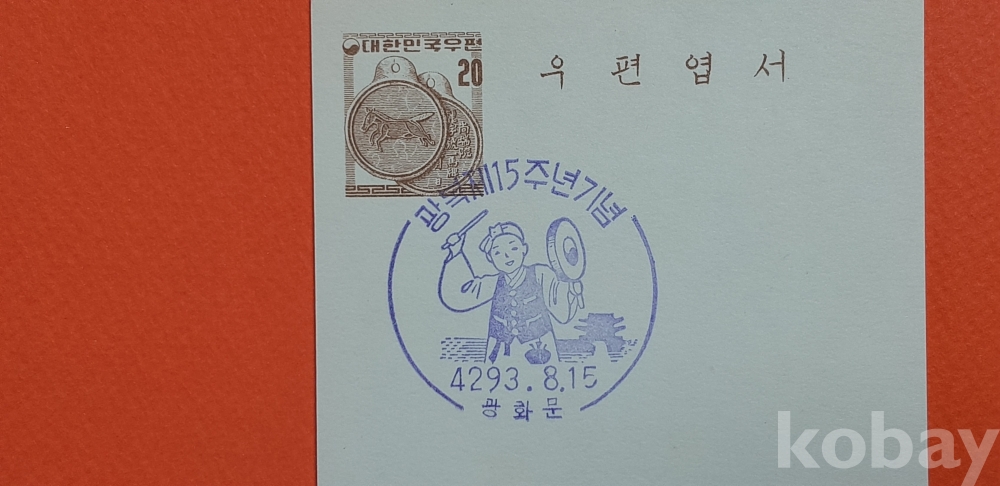 대한민국우편
20
우 편 엽 서
광복제15주년기념
4293.8.15
광화문
kobay